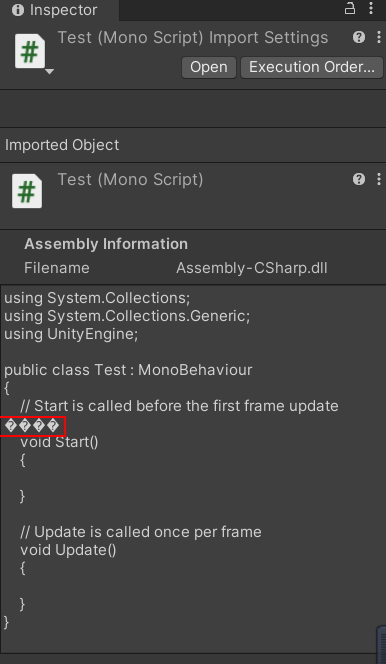 Inspector
Test (Mono Script) Import Settings
Open
Execution Order...
Imported Object
Test (Mono Script)
Assembly Information
Filename Assembly-CSharp.dll
using System.Collections;
using System.Collections.Generic;
using UnityEngine;
public class Test : MonoBehaviour
{
// Start is called before the first frame update
����
void Start()
{
}
// Update is called once per frame
void Update()
{
}
}